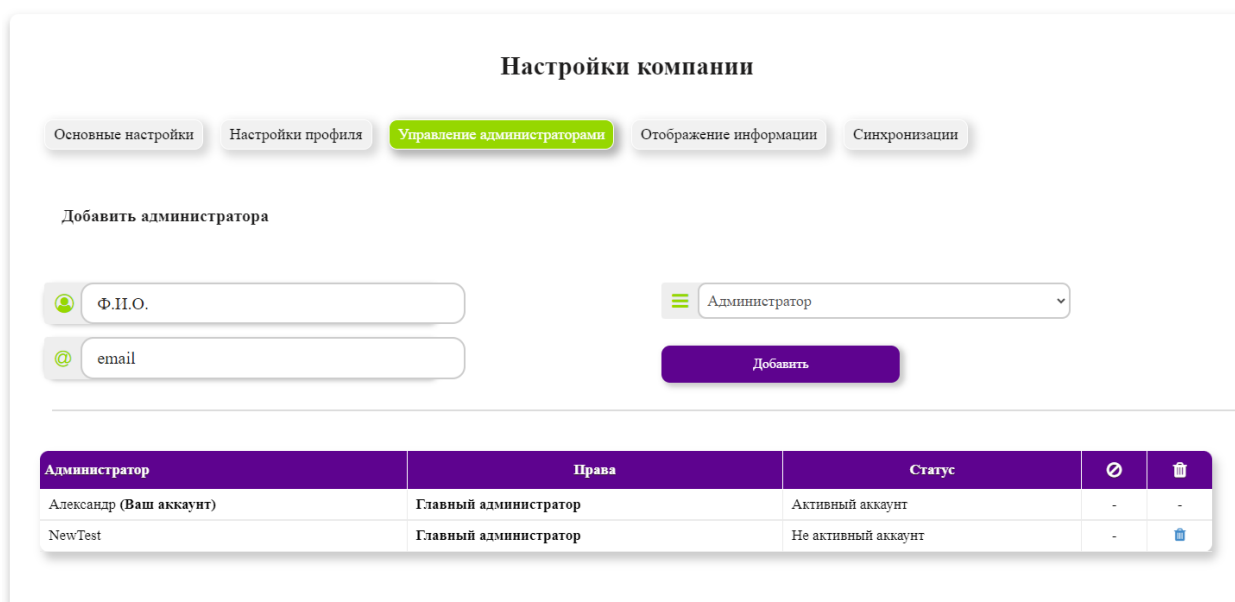 Настройки компании
Основные настройки Настройки профиля Управление администраторами Отображение информации Синхронизации
Добавить администратора
Ф.И.О. Администратор
@ email Добавить
Администратор Права Статус
Александр (Ваш аккаунт) Главный администратор Активный аккаунт - -
NewTest Главный администратор Не активный аккаунт -